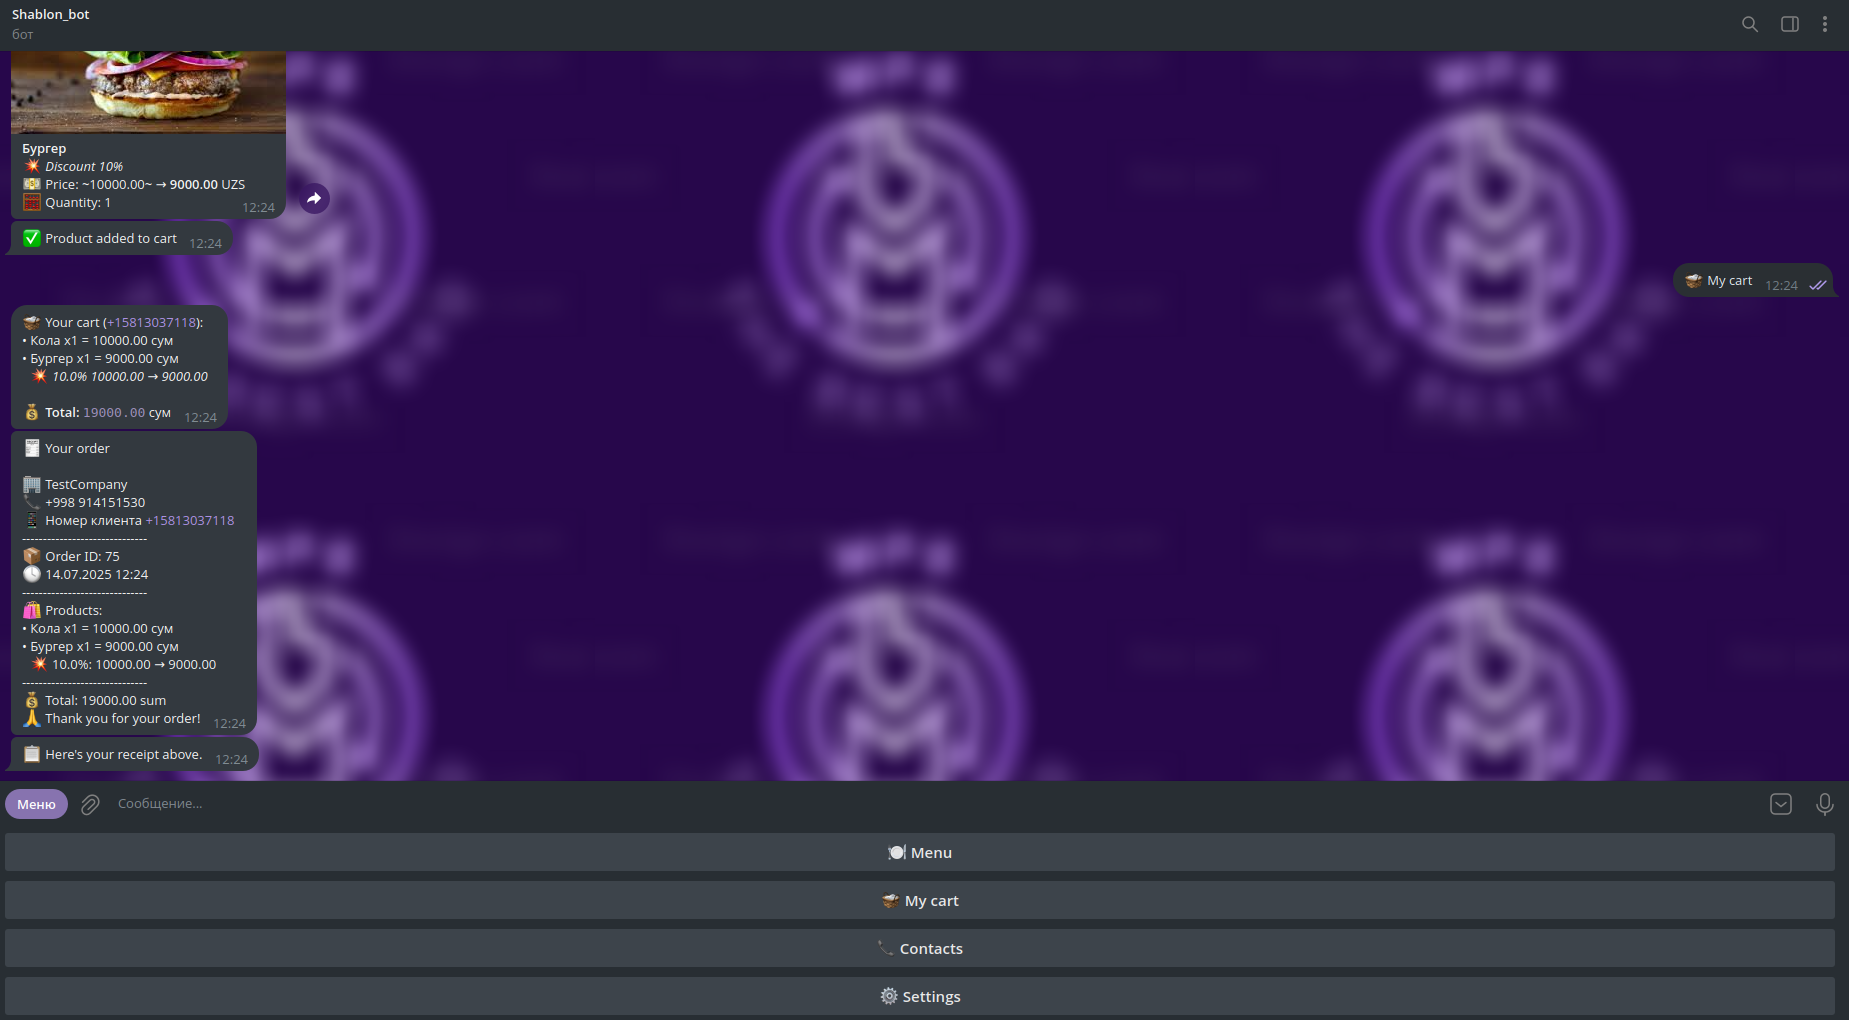 Shablon_bot
бот
Бургер
💥 Discount 10%
💵 Price: ~10000.00~ → 9000.00 UZS
🧮 Quantity: 1
12:24
✅ Product added to cart 12:24
🛒 My cart 12:24
🛒 Your cart (+15813037118):
• Кола x1 = 10000.00 сум
• Бургер x1 = 9000.00 сум
💥 10.0% 10000.00 → 9000.00
💰 Total: 19000.00 сум 12:24
🧾 Your order
🏢 TestCompany
📞 +998 914151530
📱 Номер клиента +15813037118
------------------------------
📦 Order ID: 75
🕓 14.07.2025 12:24
------------------------------
🛍 Products:
• Кола x1 = 10000.00 сум
• Бургер x1 = 9000.00 сум
💥 10.0%: 10000.00 → 9000.00
------------------------------
💰 Total: 19000.00 sum
🙏 Thank you for your order! 12:24
📋 Here's your receipt above. 12:24
Меню
Сообщение...
🍽 Menu
🛒 My cart
📞 Contacts
⚙️ Settings